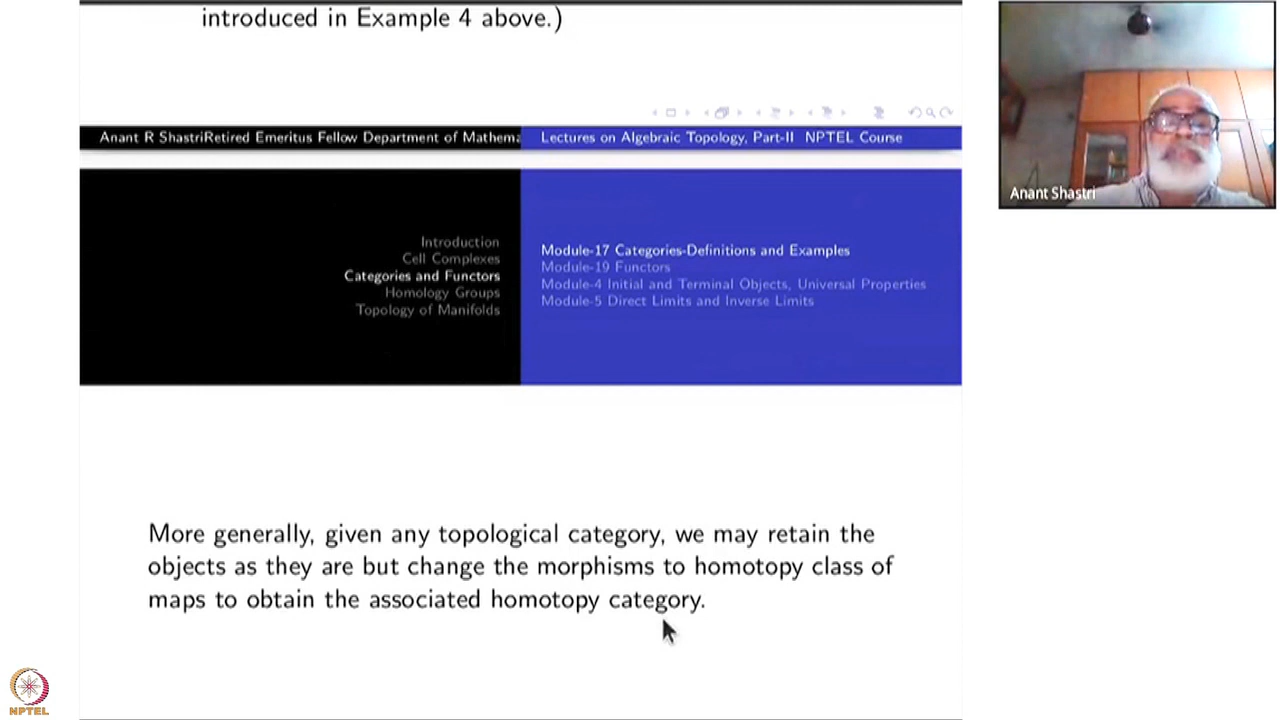 introduced in Example 4 above.)
Anant R ShastriRetired Emeritus Fellow Department of Mathema
Lectures on Algebraic Topology, Part-II NPTEL Course
Introduction
Cell Complexes
Categories and Functors
Homology Groups
Topology of Manifolds
Module-17 Categories-Definitions and Examples
Module-19 Functors
Module-4 Initial and Terminal Objects, Universal Properties
Module-5 Direct Limits and Inverse Limits
More generally, given any topological category, we may retain the
objects as they are but change the morphisms to homotopy class of
maps to obtain the associated homotopy category.
Anant Shastri
NPTEL